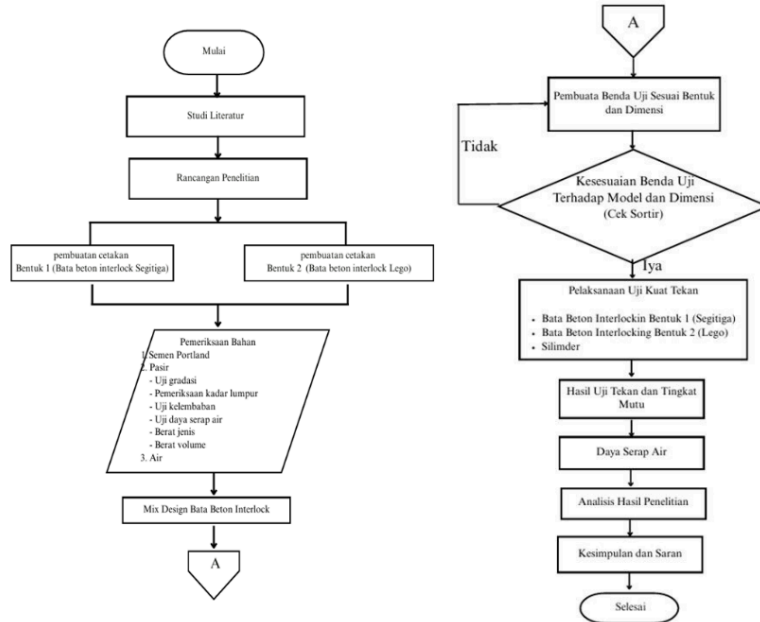 Mulai
Studi Literatur
Rancangan Penelitian
pembuatan cetakan
Bentuk 1 (Bata beton interlock Segitiga)
pembuatan cetakan
Bentuk 2 (Bata beton interlock Lego)
Pemeriksaan Bahan
1. Semen Portland
2. Pasir
- Uji gradasi
- Pemeriksaan kadar lumpur
- Uji kelembaban
- Uji daya serap air
- Berat jenis
- Berat volume
3. Air
Mix Design Bata Beton Interlock
A
A
Pembuata Benda Uji Sesuai Bentuk
dan Dimensi
Tidak
Kesesuaian Benda Uji
Terhadap Model dan Dimensi
(Cek Sortir)
Iya
Pelaksanaan Uji Kuat Tekan
• Bata Beton Interlockin Bentuk 1 (Segitiga)
• Bata Beton Interlocking Bentuk 2 (Lego)
• Silimder
Hasil Uji Tekan dan Tingkat
Mutu
Daya Serap Air
Analisis Hasil Penelitian
Kesimpulan dan Saran
Selesai